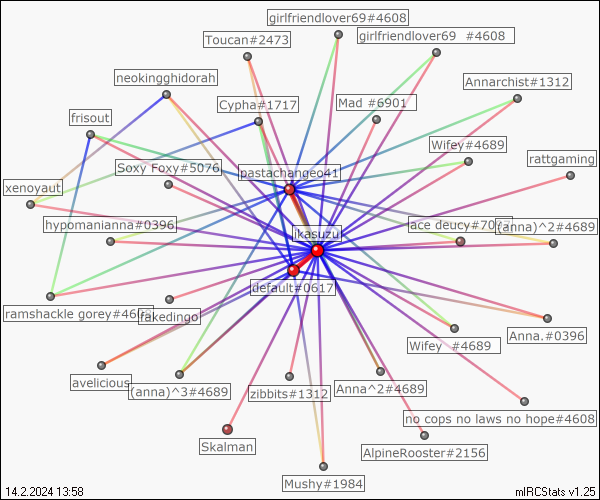 girlfriendlover69#4608
girlfriendlover69 #4608
Toucan#2473
neokingghidorah
Annarchist#1312
Cypha#1717
Mad #6901
frisout
Wifey#4689
rattgaming
Soxy Foxy#5076
pastachangeo41
xenoyaut
hypomanianna#0396
ace deucy#70
(anna)^2#4689
ikasuzu
default#0617
ramshackle gorey#46
fakedingo
Anna.#0396
Wifey #4689
avelicious
(anna)^3#4689
zibbits#1312
Anna^2#4689
no cops no laws no hope#4608
Skalman
AlpineRooster#2156
Mushy#1984
14.2.2024 13:58
mIRCStats v1.25